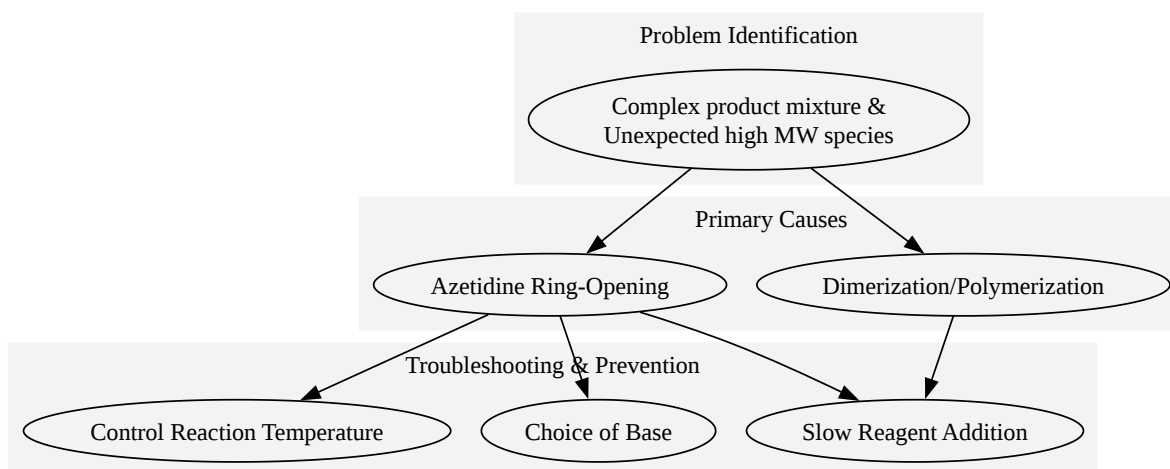 Problem Identification
Complex product mixture &
Unexpected high MW species
Primary Causes
Azetidine Ring-Opening
Dimerization/Polymerization
Troubleshooting & Prevention
Control Reaction Temperature
Choice of Base
Slow Reagent Addition